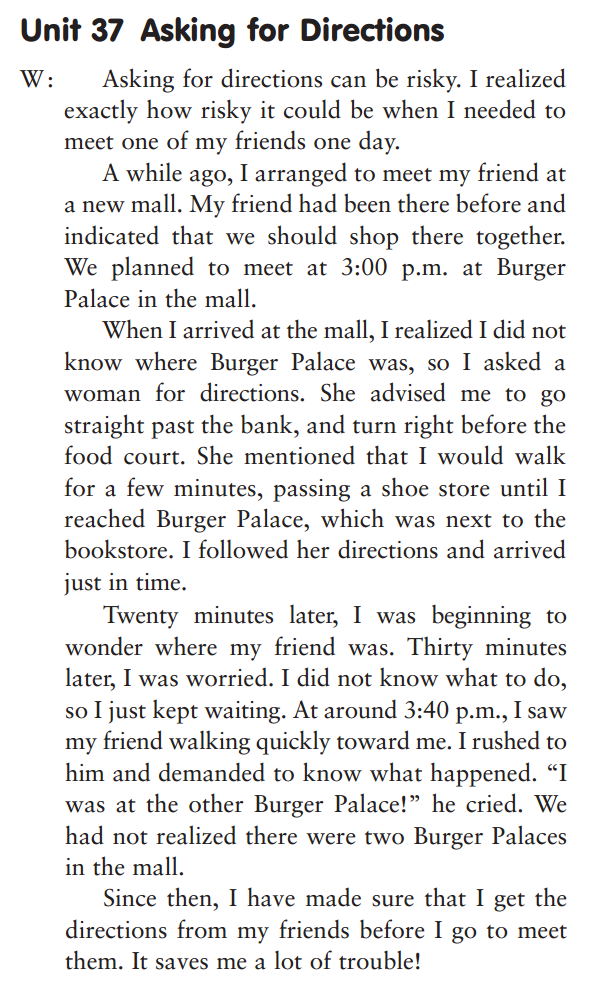 Unit 37 Asking for Directions
W: Asking for directions can be risky. I realized
exactly how risky it could be when I needed to
meet one of my friends one day.
A while ago, I arranged to meet my friend at
a new mall. My friend had been there before and
indicated that we should shop there together.
We planned to meet at 3:00 p.m. at Burger
Palace in the mall.
When I arrived at the mall, I realized I did not
know where Burger Palace was, so I asked a
woman for directions. She advised me to go
straight past the bank, and turn right before the
food court. She mentioned that I would walk
for a few minutes, passing a shoe store until I
reached Burger Palace, which was next to the
bookstore. I followed her directions and arrived
just in time.
Twenty minutes later, I was beginning to
wonder where my friend was. Thirty minutes
later, I was worried. I did not know what to do,
so I just kept waiting. At around 3:40 p.m., I saw
my friend walking quickly toward me. I rushed to
him and demanded to know what happened. “I
was at the other Burger Palace!” he cried. We
had not realized there were two Burger Palaces
in the mall.
Since then, I have made sure that I get the
directions from my friends before I go to meet
them. It saves me a lot of trouble!